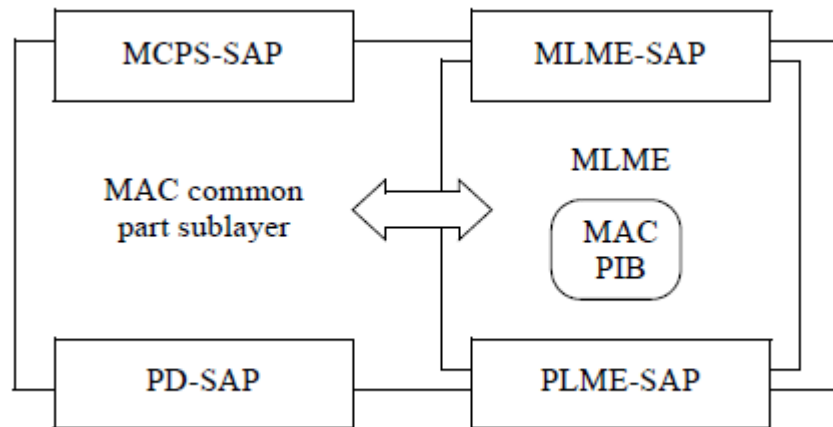 MCPS-SAP
MLME-SAP
MAC common
part sublayer
MLME
MAC
PIB
PD-SAP
PLME-SAP